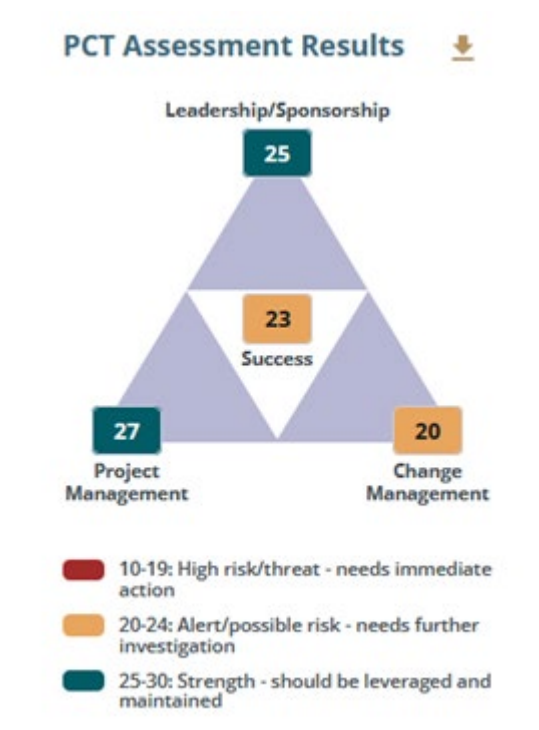 PCT Assessment Results
Leadership/Sponsorship
25
23
Success
27
20
Project
Management
Change
Management
10-19: High risk/threat - needs immediate
action
20-24: Alert/possible risk - needs further
investigation
25-30: Strength - should be leveraged and
maintained